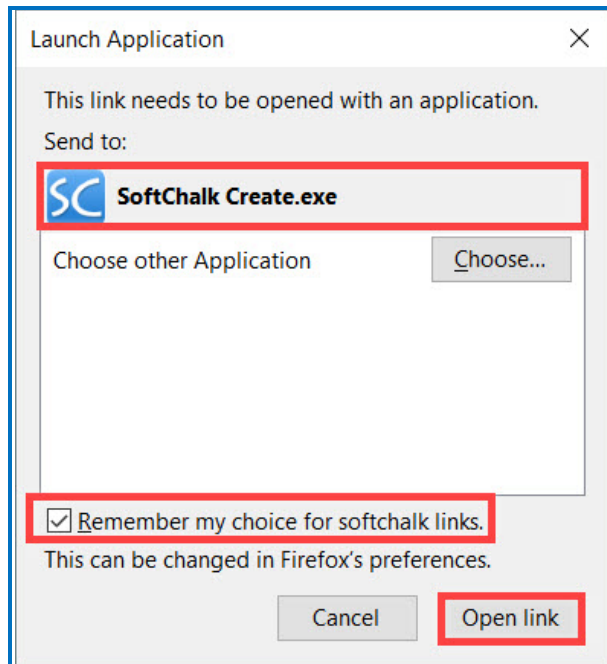 Launch Application
This link needs to be opened with an application.
Send to:
SC SoftChalk Create.exe
Choose other Application Choose...
Remember my choice for softchalk links.
This can be changed in Firefox's preferences.
Cancel Open link